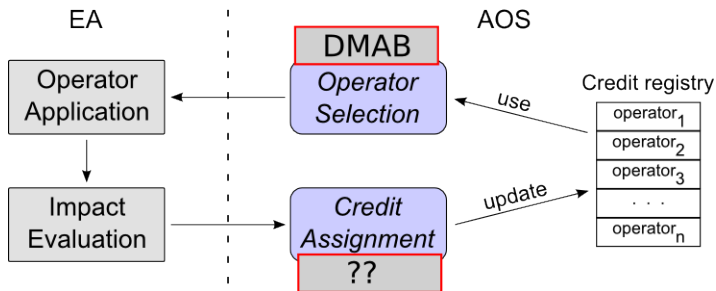 EA
AOS
DMAB
Operator
Application
Operator
Selection
use
Credit registry
operator1
operator2
operator3
. . .
operatorn
Impact
Evaluation
Credit
Assignment
update
??